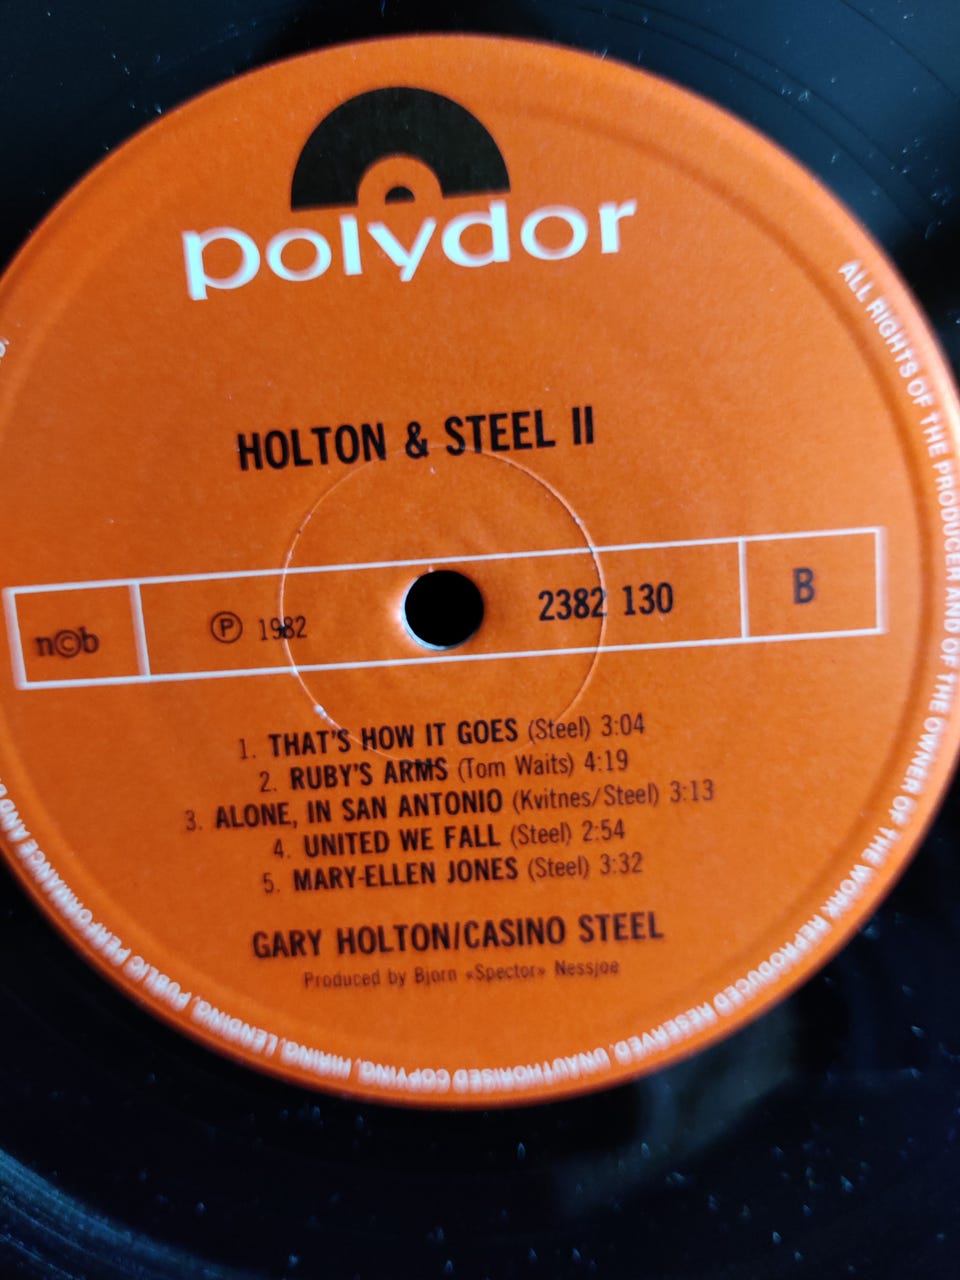 polydor
HOLTON & STEEL II
n©b
℗ 1982
2382 130
B
1. THAT'S HOW IT GOES (Steel) 3:04
2. RUBY'S ARMS (Tom Waits) 4:19
3. ALONE, IN SAN ANTONIO (Kvitnes/Steel) 3:13
4. UNITED WE FALL (Steel) 2:54
5. MARY-ELLEN JONES (Steel) 3:32
GARY HOLTON/CASINO STEEL
Produced by Bjorn «Spector» Nessjoe
ALL RIGHTS OF THE PRODUCER AND OF THE OWNER OF THE WORK REPRODUCED RESERVED. UNAUTHORISED COPYING, HIRING, LENDING, PUBLIC PERFORMANCE AND